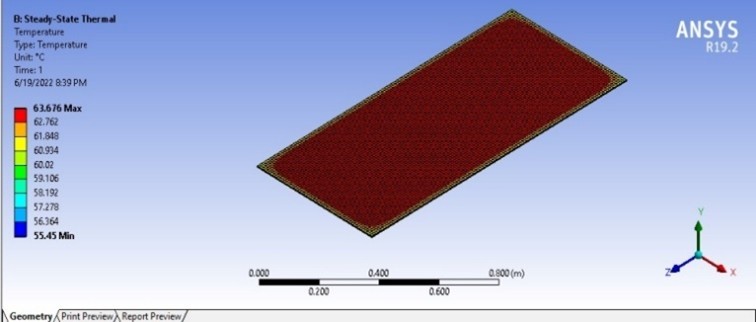 B: Steady-State Thermal
Temperature
Type: Temperature
Unit: °C
Time: 1
6/19/2022 8:39 PM
63.676 Max
62.762
61.848
60.934
60.02
59.106
58.192
57.278
56.364
55.45 Min
ANSYS
R19.2
Y
Z
X
0.000 0.400 0.800 (m)
0.200 0.600
Geometry Print Preview Report Preview